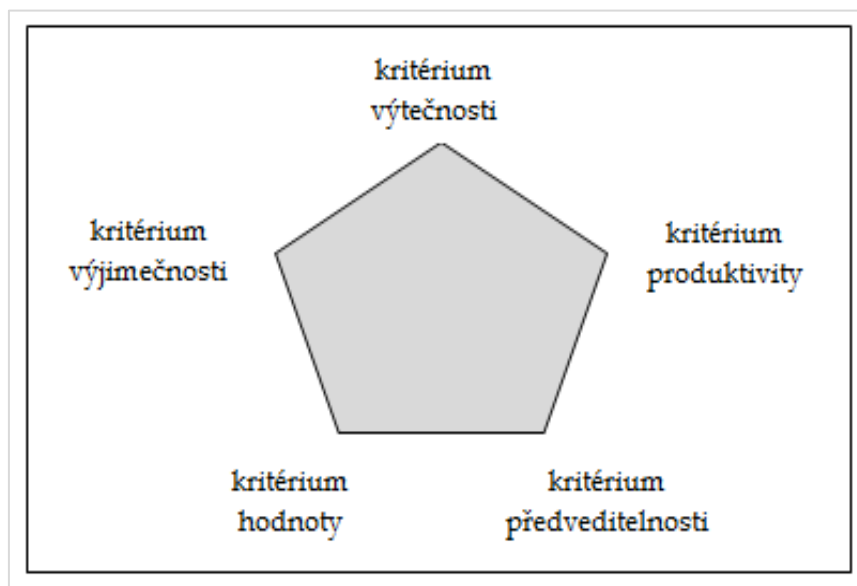 kritérium
výtečnosti
kritérium
výjimečnosti
kritérium
produktivity
kritérium
hodnoty
kritérium
předveditelnosti